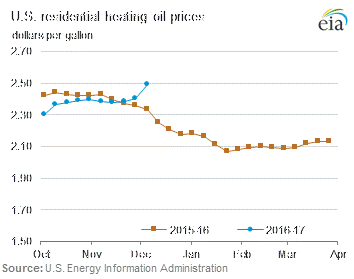 U.S. residential heating oil prices
dollars per gallon
eia
2.70
2.50
2.30
2.10
1.90
1.70
1.50
Oct Nov Dec Jan Feb Mar Apr
2015-16 2016-17
Source: U.S. Energy Information Administration